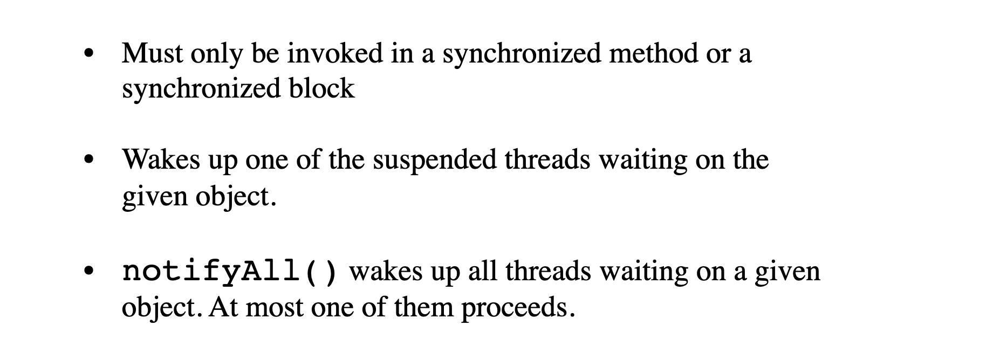 • Must only be invoked in a synchronized method or a
synchronized block
• Wakes up one of the suspended threads waiting on the
given object.
• notifyAll() wakes up all threads waiting on a given
object. At most one of them proceeds.